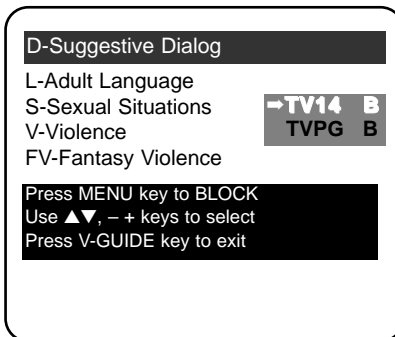 D-Suggestive Dialog
L-Adult Language
S-Sexual Situations ➡TV14 B
V-Violence TVPG B
FV-Fantasy Violence
Press MENU key to BLOCK
Use ▲▼, – + keys to select
Press V-GUIDE key to exit